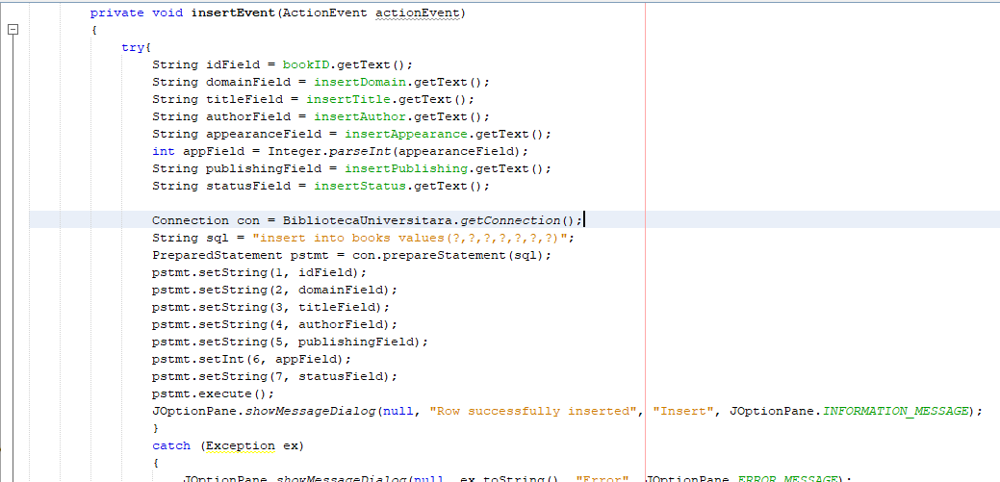 private void insertEvent(ActionEvent actionEvent)
{
try{
String idField = bookID.getText();
String domainField = insertDomain.getText();
String titleField = insertTitle.getText();
String authorField = insertAuthor.getText();
String appearanceField = insertAppearance.getText();
int appField = Integer.parseInt(appearanceField);
String publishingField = insertPublishing.getText();
String statusField = insertStatus.getText();
Connection con = BibliotecaUniversitara.getConnection();
String sql = "insert into books values(?,?,?,?,?,?,?)";
PreparedStatement pstmt = con.prepareStatement(sql);
pstmt.setString(1, idField);
pstmt.setString(2, domainField);
pstmt.setString(3, titleField);
pstmt.setString(4, authorField);
pstmt.setString(5, publishingField);
pstmt.setInt(6, appField);
pstmt.setString(7, statusField);
pstmt.execute();
JOptionPane.showMessageDialog(null, "Row successfully inserted", "Insert", JOptionPane.INFORMATION_MESSAGE);
}
catch (Exception ex)
{
JOptionPane.showMessageDialog(null, ex.toString(), "Error", JOptionPane.ERROR_MESSAGE);